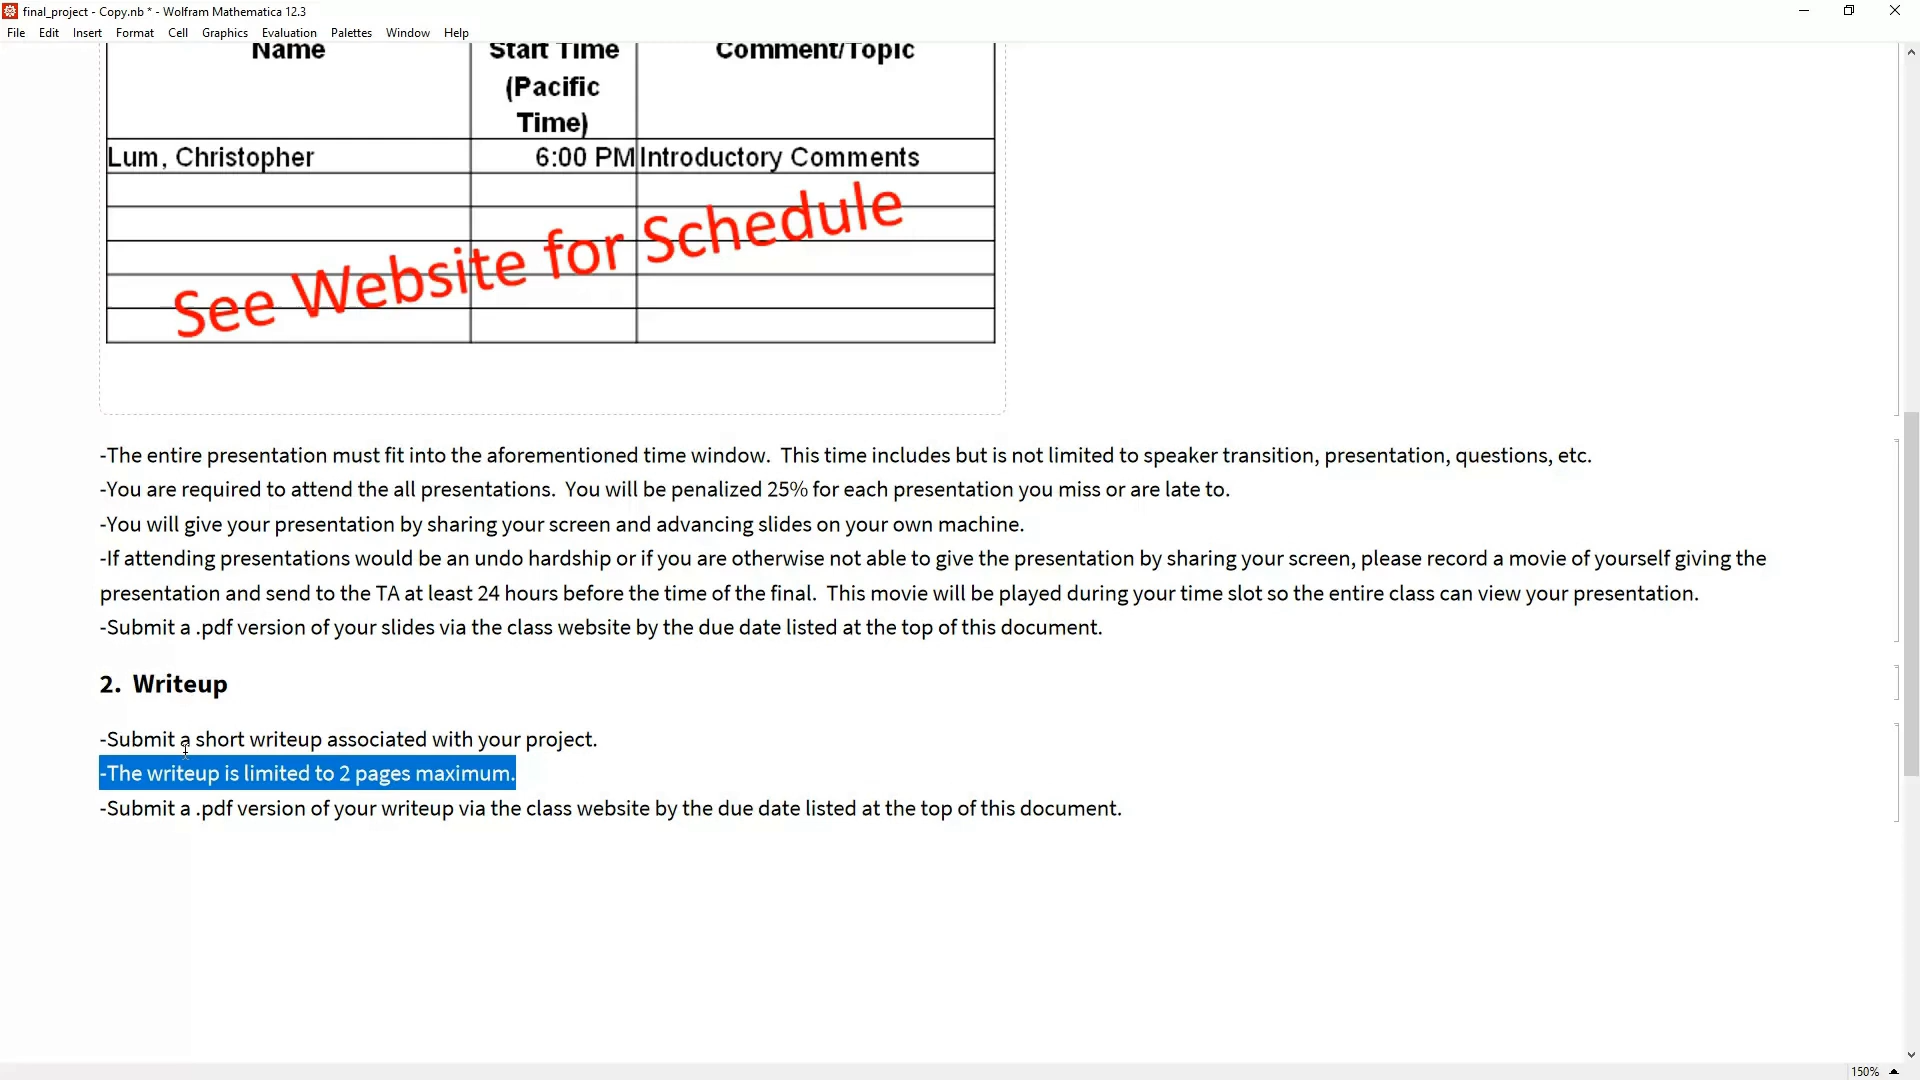 final_project - Copy.nb * - Wolfram Mathematica 12.3
File Edit Insert Format Cell Graphics Evaluation Palettes Window Help
Name Start Time Comment/Topic
(Pacific
Time)
Lum, Christopher 6:00 PM Introductory Comments
See Website for Schedule
-The entire presentation must fit into the aforementioned time window. This time includes but is not limited to speaker transition, presentation, questions, etc.
-You are required to attend the all presentations. You will be penalized 25% for each presentation you miss or are late to.
-You will give your presentation by sharing your screen and advancing slides on your own machine.
-If attending presentations would be an undo hardship or if you are otherwise not able to give the presentation by sharing your screen, please record a movie of yourself giving the
presentation and send to the TA at least 24 hours before the time of the final. This movie will be played during your time slot so the entire class can view your presentation.
-Submit a .pdf version of your slides via the class website by the due date listed at the top of this document.
2. Writeup
-Submit a short writeup associated with your project.
-The writeup is limited to 2 pages maximum.
-Submit a .pdf version of your writeup via the class website by the due date listed at the top of this document.
150%